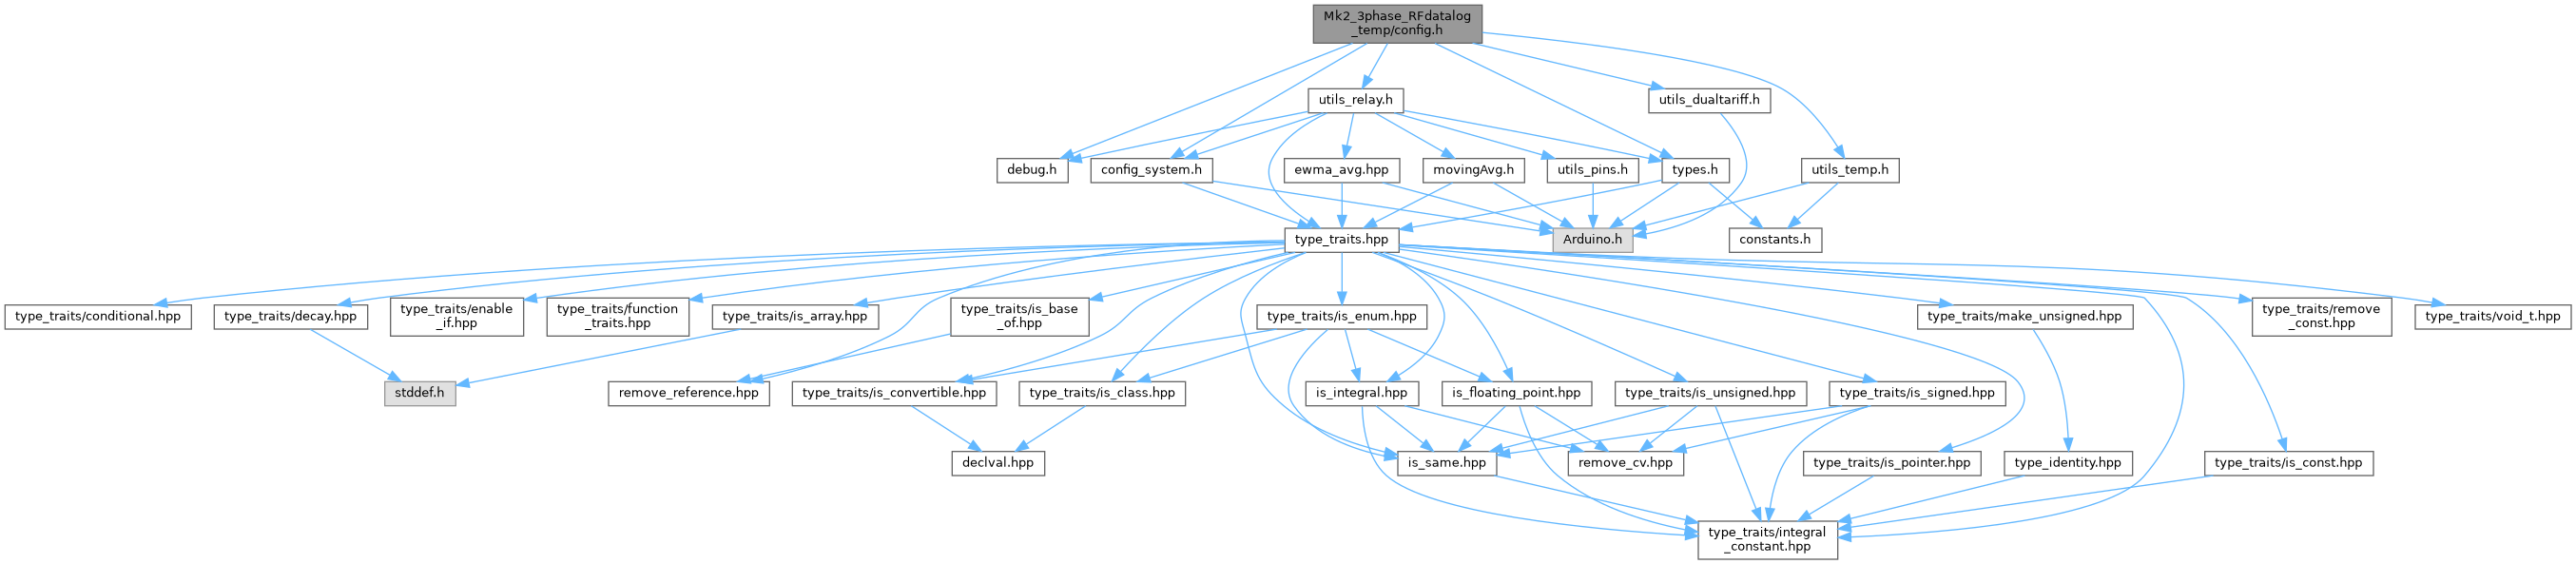 Mk2_3phase_RFdatalog
_temp/config.h
utils_relay.h
utils_dualtariff.h
debug.h
config_system.h
ewma_avg.hpp
movingAvg.h
utils_pins.h
types.h
utils_temp.h
type_traits.hpp
Arduino.h
constants.h
type_traits/conditional.hpp
type_traits/decay.hpp
type_traits/enable
_if.hpp
type_traits/function
_traits.hpp
type_traits/is_array.hpp
type_traits/is_base
_of.hpp
type_traits/is_enum.hpp
type_traits/make_unsigned.hpp
type_traits/remove
_const.hpp
type_traits/void_t.hpp
stddef.h
remove_reference.hpp
type_traits/is_convertible.hpp
type_traits/is_class.hpp
is_integral.hpp
is_floating_point.hpp
type_traits/is_unsigned.hpp
type_traits/is_signed.hpp
declval.hpp
is_same.hpp
remove_cv.hpp
type_traits/is_pointer.hpp
type_identity.hpp
type_traits/is_const.hpp
type_traits/integral
_constant.hpp